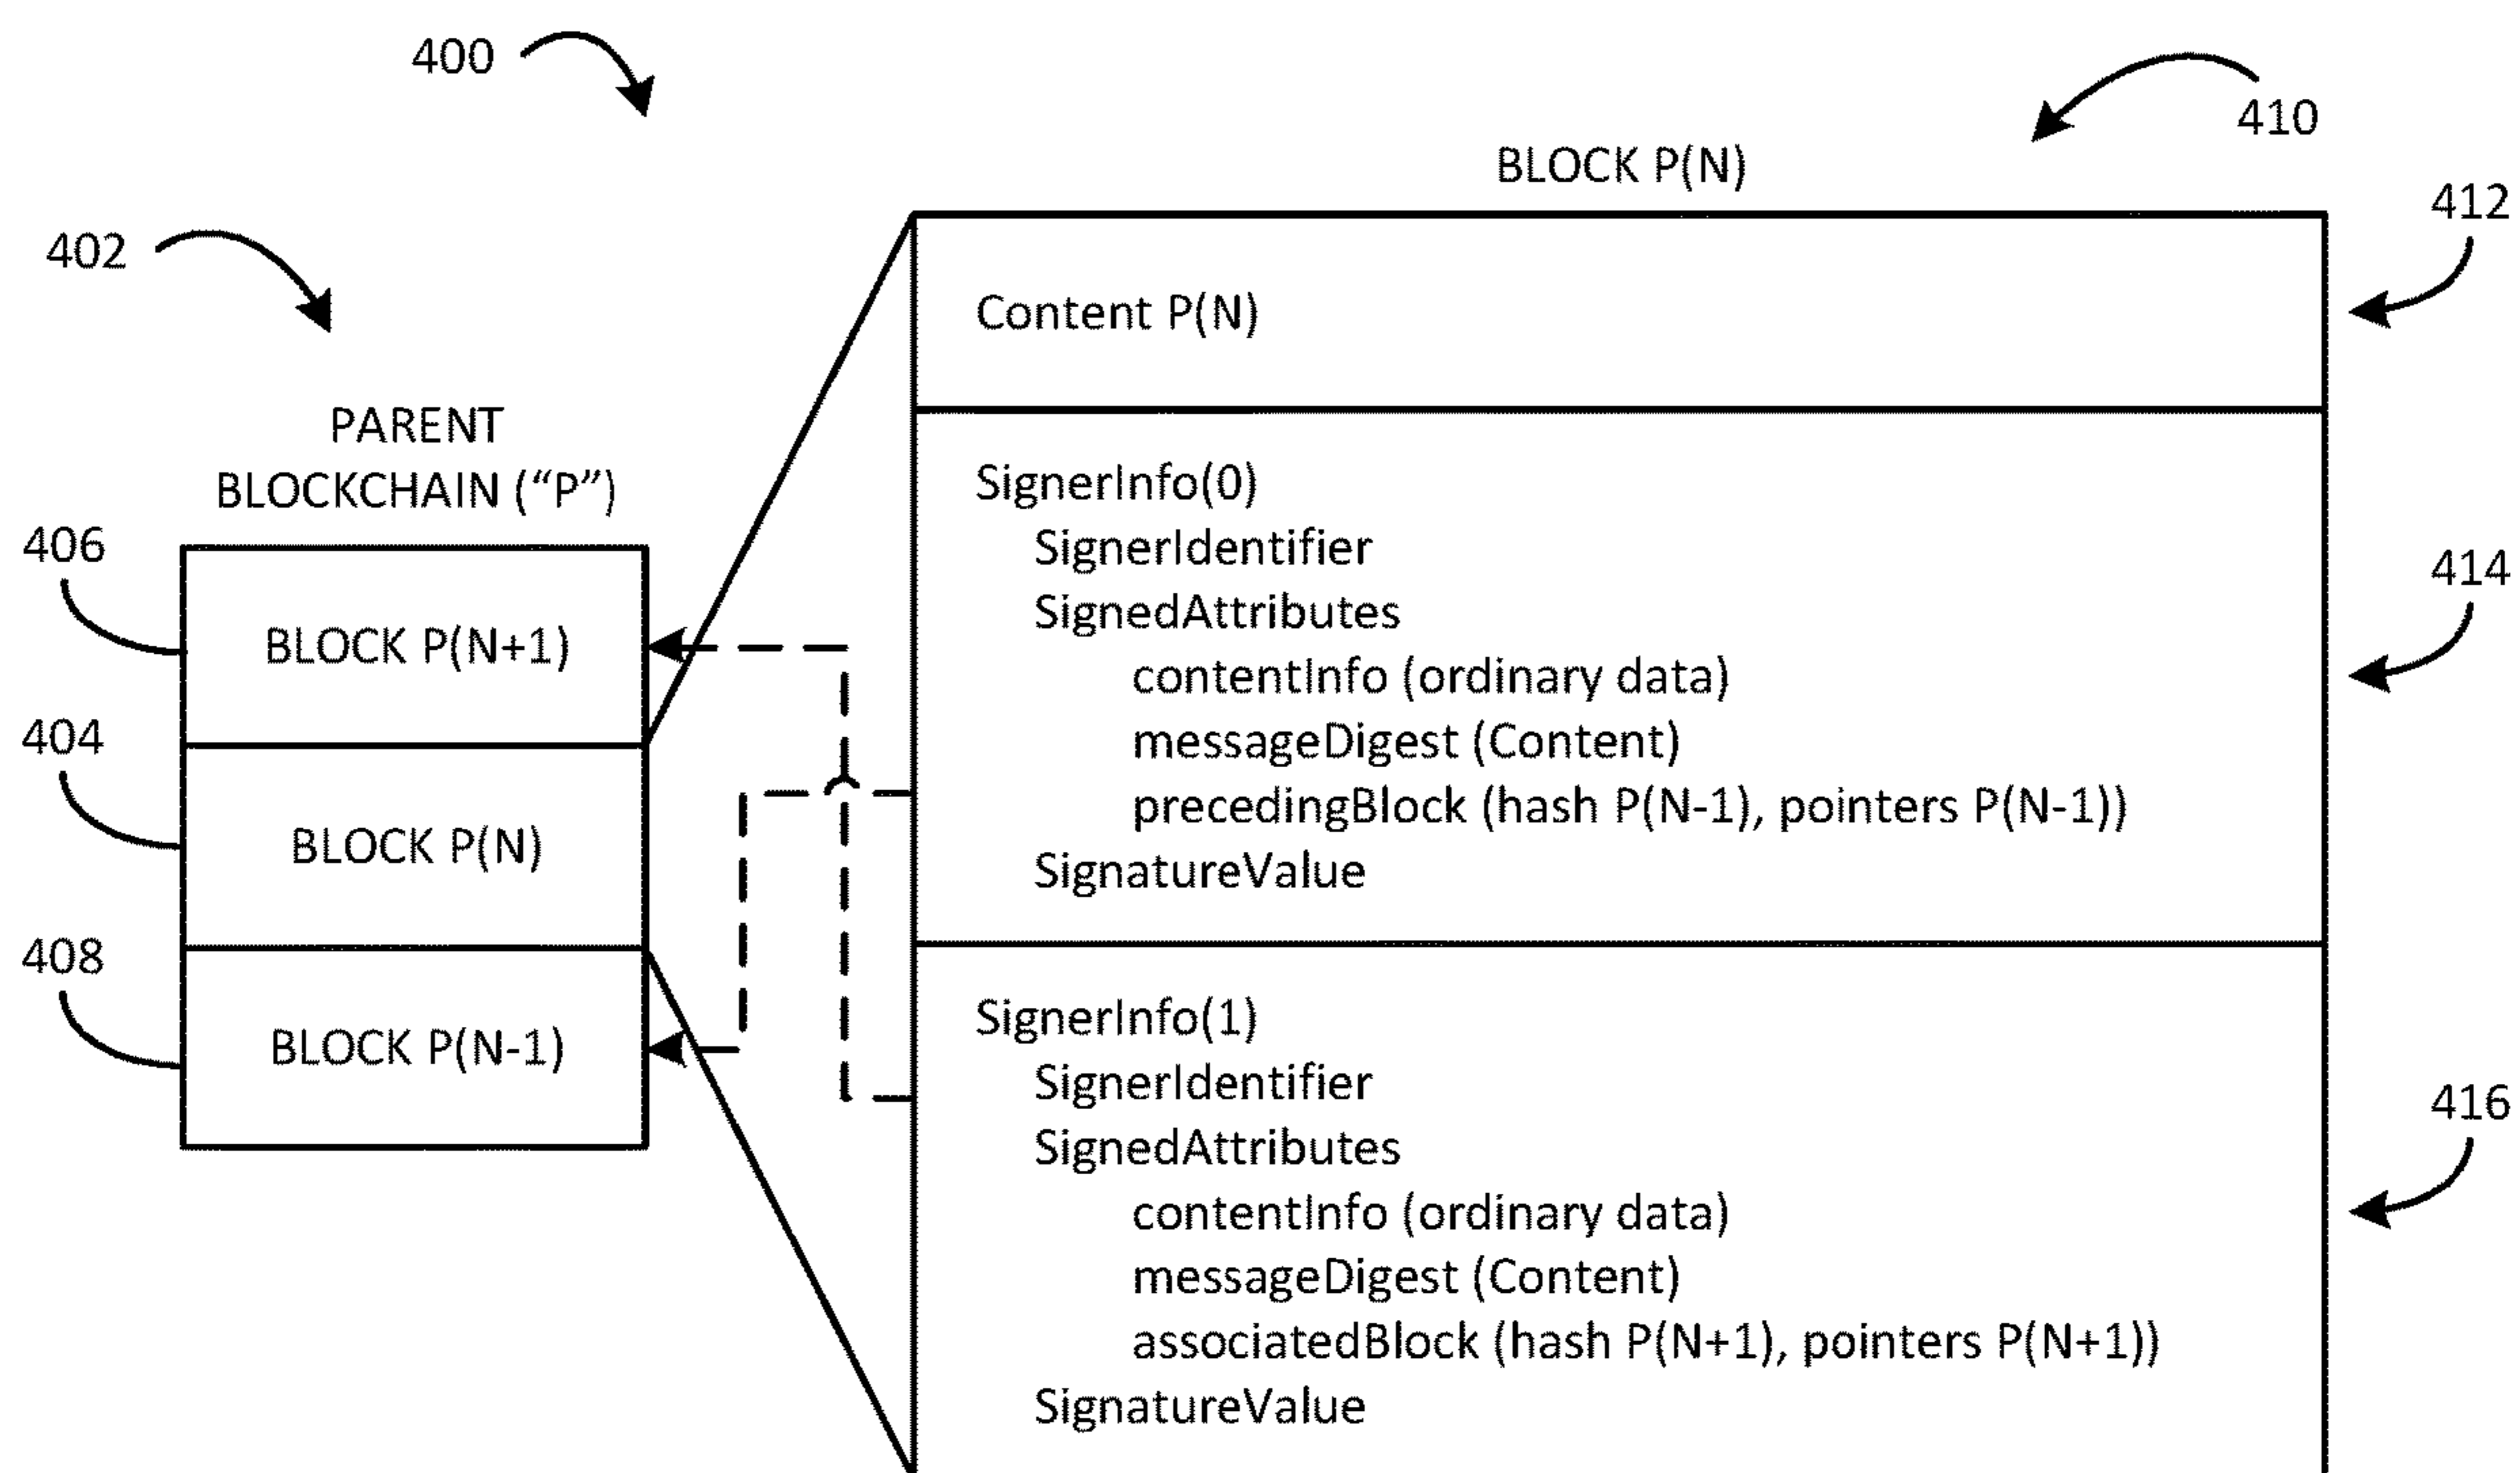 400
410
BLOCK P(N)
412
402
Content P(N)
PARENT
BLOCKCHAIN (“P”)
406
BLOCK P(N+1)
404
BLOCK P(N)
408
BLOCK P(N-1)
SignerInfo(0)
SignerIdentifier
SignedAttributes
contentInfo (ordinary data)
messageDigest (Content)
precedingBlock (hash P(N-1), pointers P(N-1))
SignatureValue
414
SignerInfo(1)
SignerIdentifier
SignedAttributes
contentInfo (ordinary data)
messageDigest (Content)
associatedBlock (hash P(N+1), pointers P(N+1))
SignatureValue
416